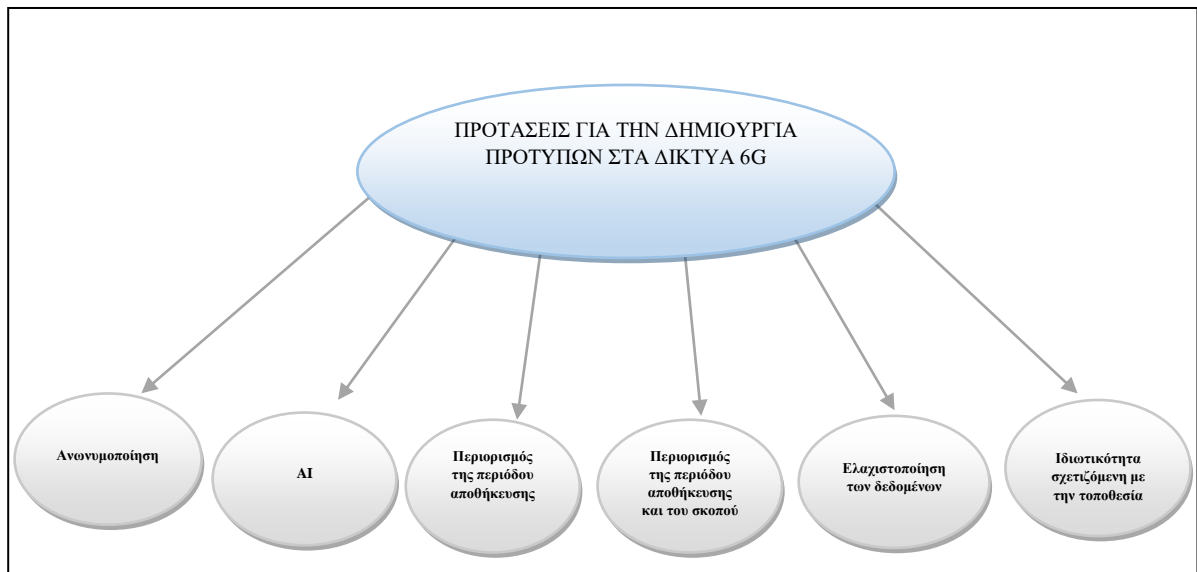 ΠΡΟΤΑΣΕΙΣ ΓΙΑ ΤΗΝ ΔΗΜΙΟΥΡΓΙΑ
ΠΡΟΤΥΠΩΝ ΣΤΑ ΔΙΚΤΥΑ 6G
Ανωνυμοποίηση
AI
Περιορισμός
της περιόδου
αποθήκευσης
Περιορισμός
της περιόδου
αποθήκευσης
και του σκοπού
Ελαχιστοποίηση
των δεδομένων
Ιδιωτικότητα
σχετιζόμενη με
την τοποθεσία